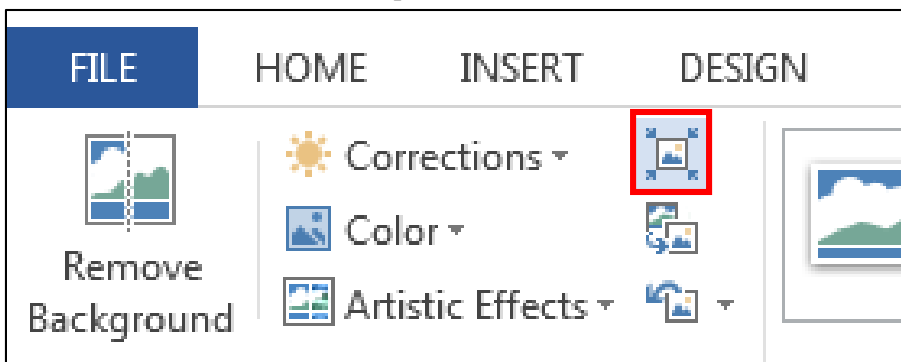 FILE HOME INSERT DESIGN
Corrections
Color
Artistic Effects
Remove
Background